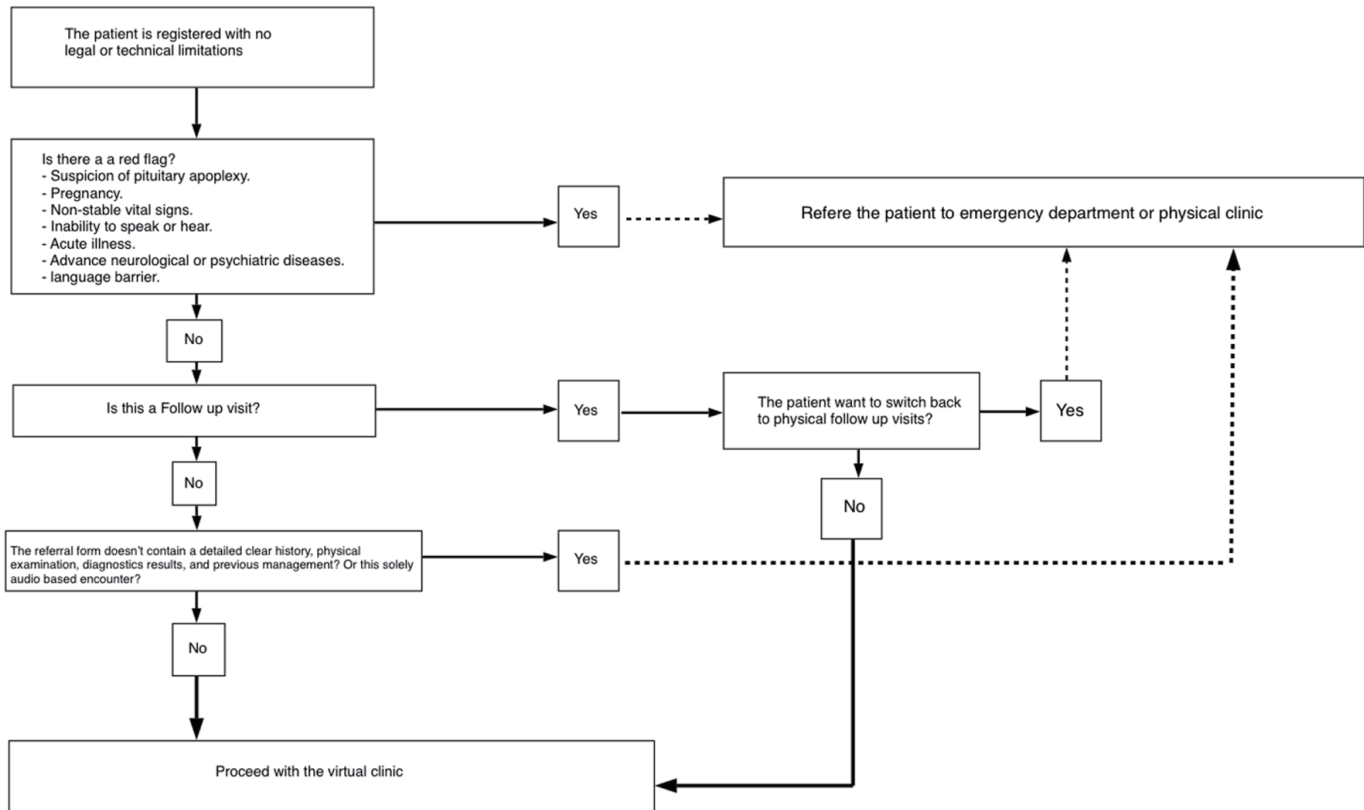 The patient is registered with no
legal or technical limitations
Is there a a red flag?
- Suspicion of pituitary apoplexy.
- Pregnancy.
- Non-stable vital signs.
- Inability to speak or hear.
- Acute illness.
- Advance neurological or psychiatric diseases.
- language barrier.
Yes
Refere the patient to emergency department or physical clinic
No
Is this a Follow up visit?
Yes
The patient want to switch back
to physical follow up visits?
Yes
No
No
The referral form doesn't contain a detailed clear history, physical
examination, diagnostics results, and previous management? Or this solely
audio based encounter?
Yes
No
Proceed with the virtual clinic